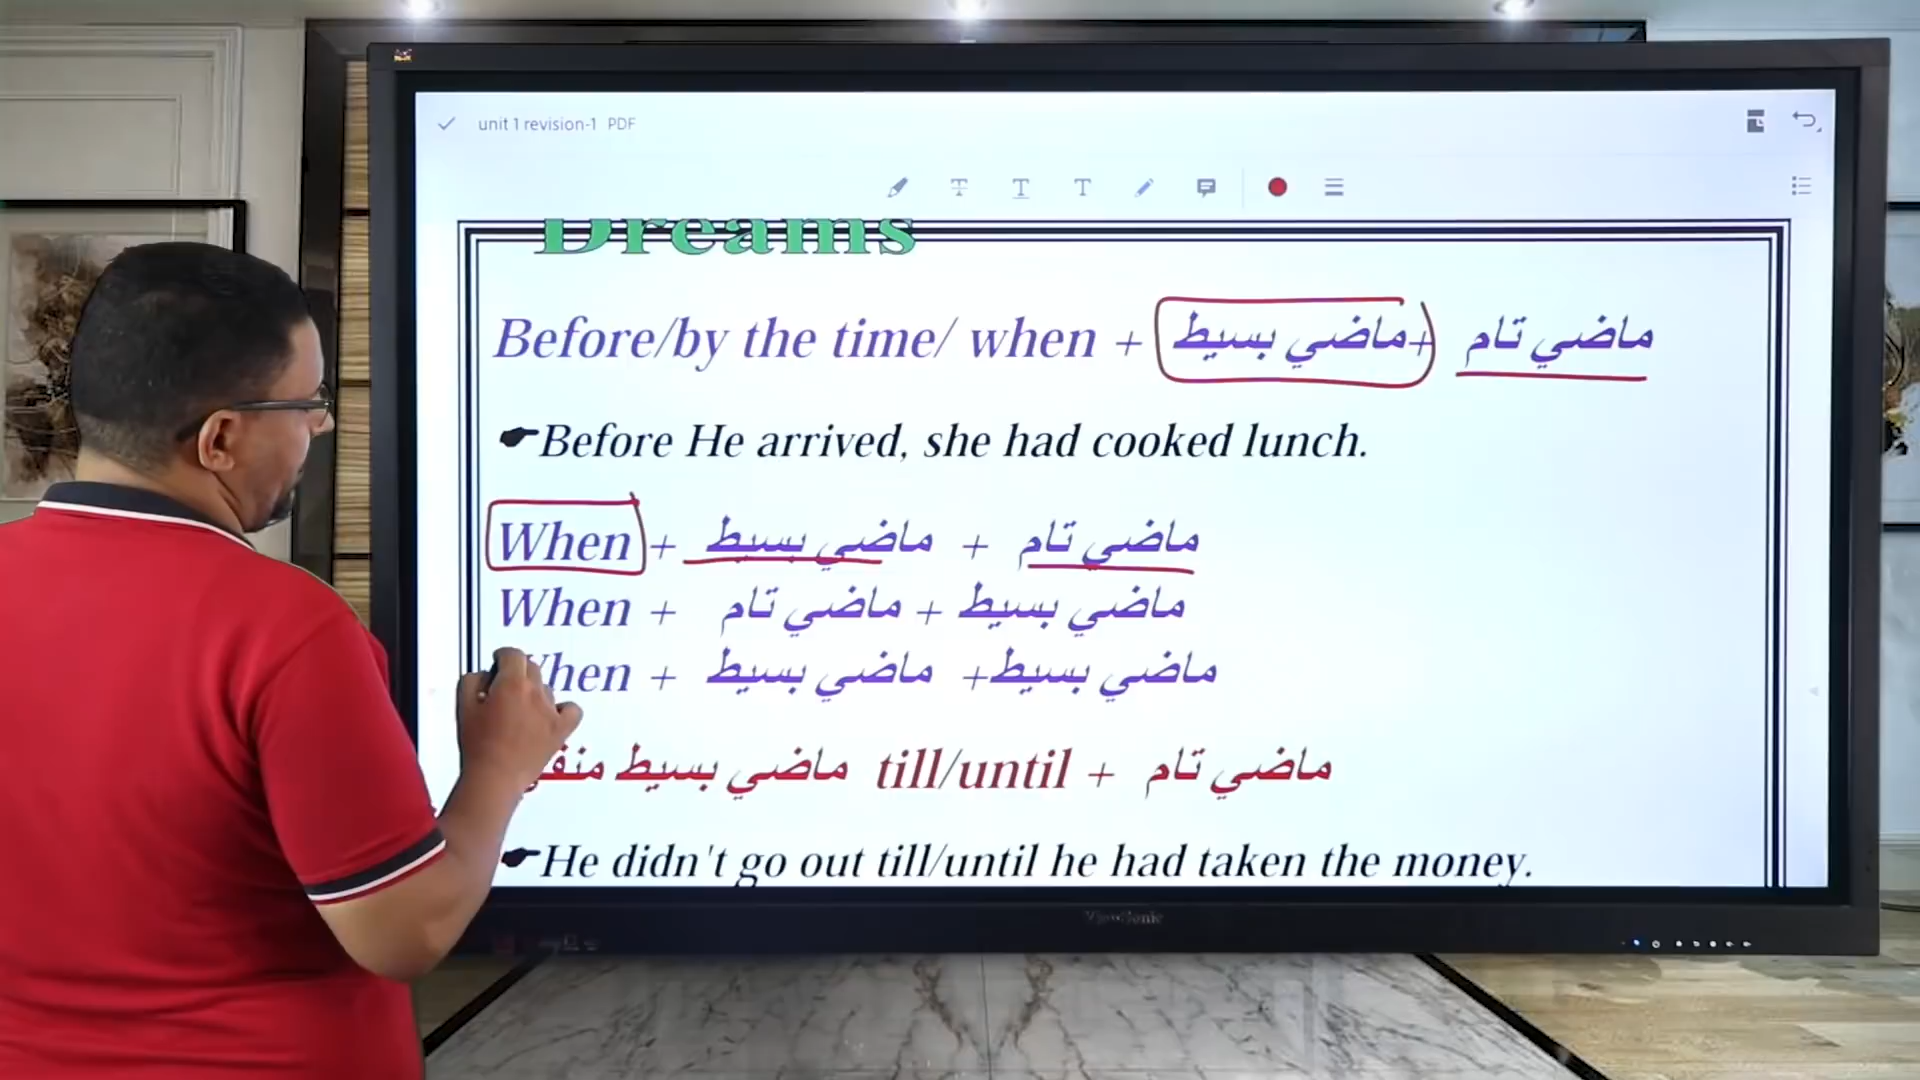 unit 1 revision-1 PDF
Dreams
Before/by the time/ when + ماضي بسيط+ ماضي تام
Before He arrived, she had cooked lunch.
When + ماضي بسيط + ماضي تام
When + ماضي تام + ماضي بسيط
When + ماضي بسيط +ماضي بسيط
ماضي بسيط till/until + ماضي تام
He didn't go out till/until he had taken the money.
ViewSonic